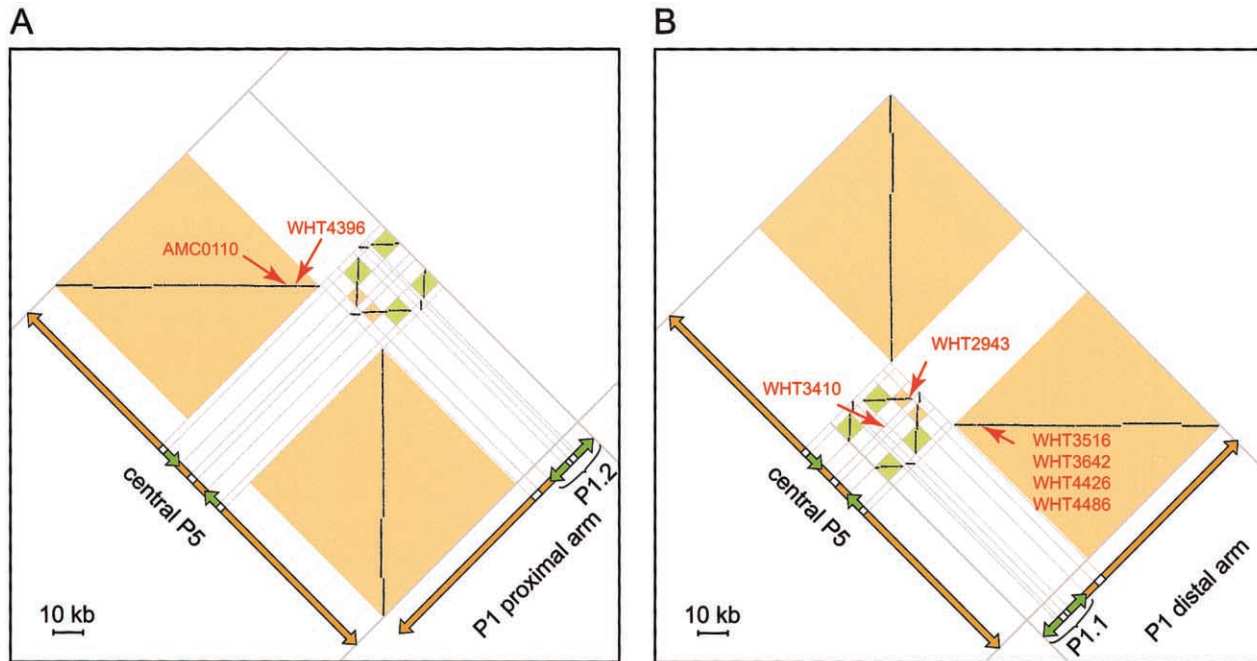 A
AMC0110
WHT4396
central P5
P1.2
P1 proximal arm
10 kb
B
WHT2943
WHT3410
WHT3516
WHT3642
WHT4426
WHT4486
central P5
P1.1
P1 distal arm
10 kb